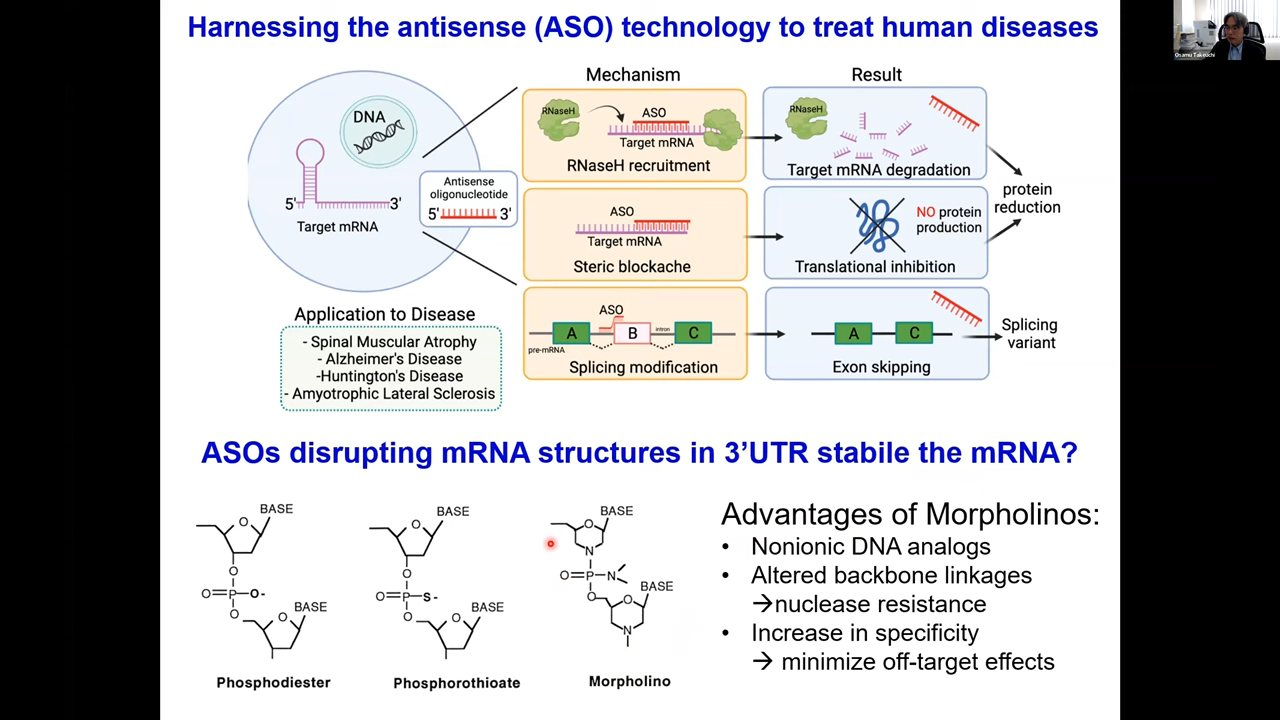 Harnessing the antisense (ASO) technology to treat human diseases
Osamu Takeuchi
Mechanism
Result
DNA
5'
3'
Target mRNA
Antisense
oligonucleotide
5'
3'
RNaseH
ASO
Target mRNA
RNaseH recruitment
RNaseH
Target mRNA degradation
ASO
Target mRNA
Steric blockache
NO protein
production
Translational inhibition
protein
reduction
ASO
A
B
intron
C
pre-mRNA
Splicing modification
A
C
Exon skipping
Splicing
variant
Application to Disease
- Spinal Muscular Atrophy
- Alzheimer's Disease
-Huntington's Disease
- Amyotrophic Lateral Sclerosis
ASOs disrupting mRNA structures in 3’UTR stabile the mRNA?
BASE
O
O
O=P-O-
O
BASE
O
Phosphodiester
BASE
O
O
O=P-S-
O
BASE
O
Phosphorothioate
BASE
O
N
O=P-N
O
BASE
O
N
Morpholino
Advantages of Morpholinos:
• Nonionic DNA analogs
• Altered backbone linkages
→nuclease resistance
• Increase in specificity
→ minimize off-target effects